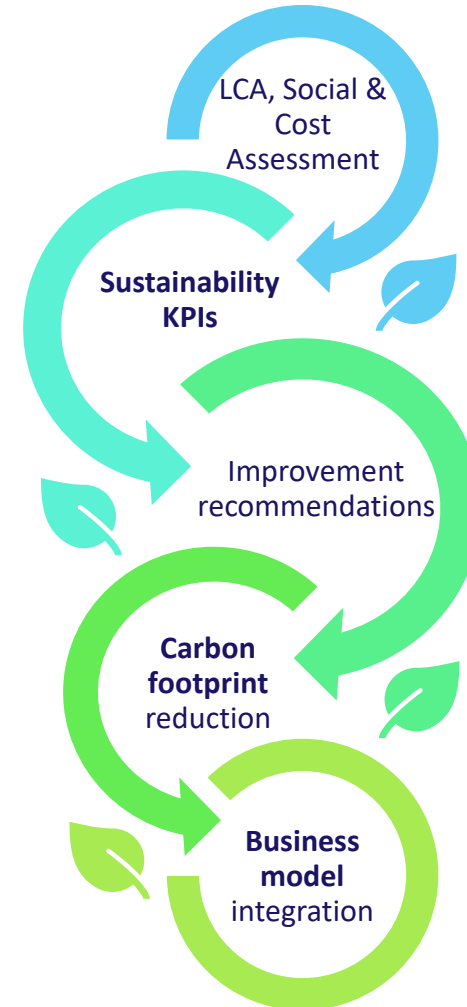 LCA, Social &
Cost
Assessment
Sustainability
KPIs
Improvement
recommendations
Carbon
footprint
reduction
Business
model
integration